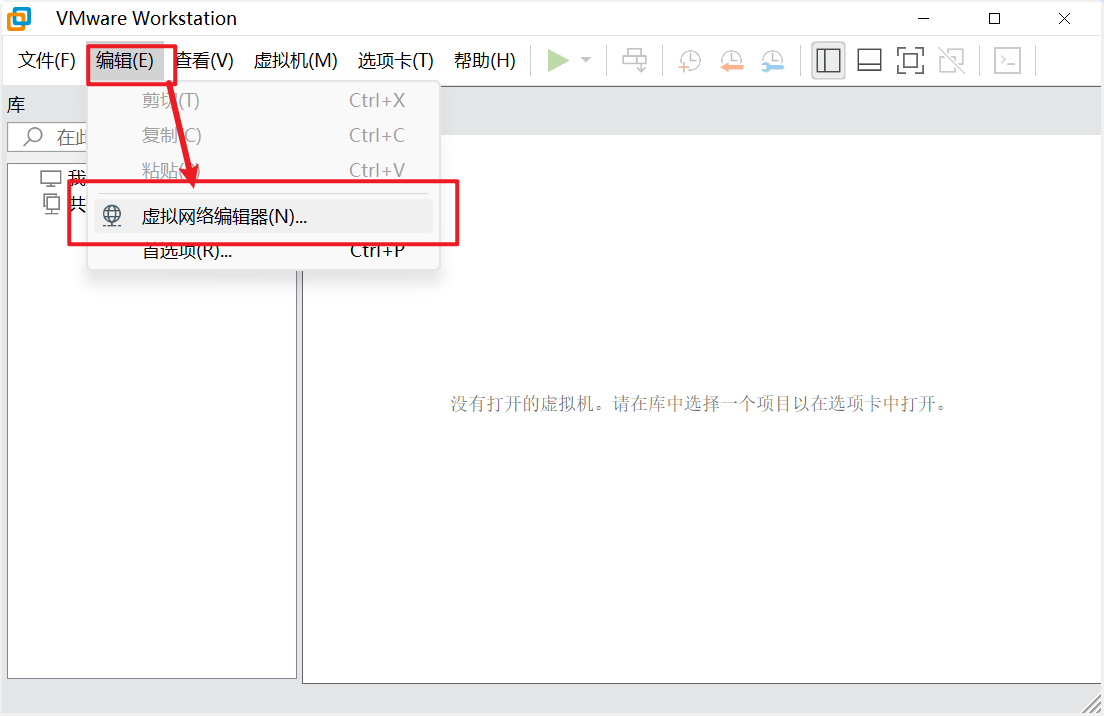 VMware Workstation
文件(F) 编辑(E) 查看(V) 虚拟机(M) 选项卡(T) 帮助(H)
库
剪切(T) Ctrl+X
在此
复制(C) Ctrl+C
粘贴 Ctrl+V
我
共
虚拟网络编辑器(N)...
首选项(R)... Ctrl+P
没有打开的虚拟机。请在库中选择一个项目以在选项卡中打开。